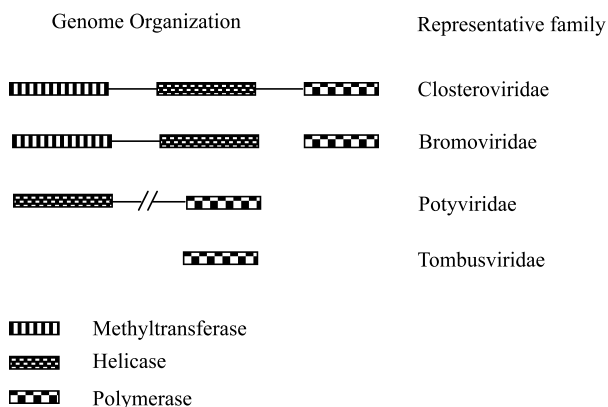 Genome Organization
Representative family
Closteroviridae
Bromoviridae
Potyviridae
Tombusviridae
Methyltransferase
Helicase
Polymerase